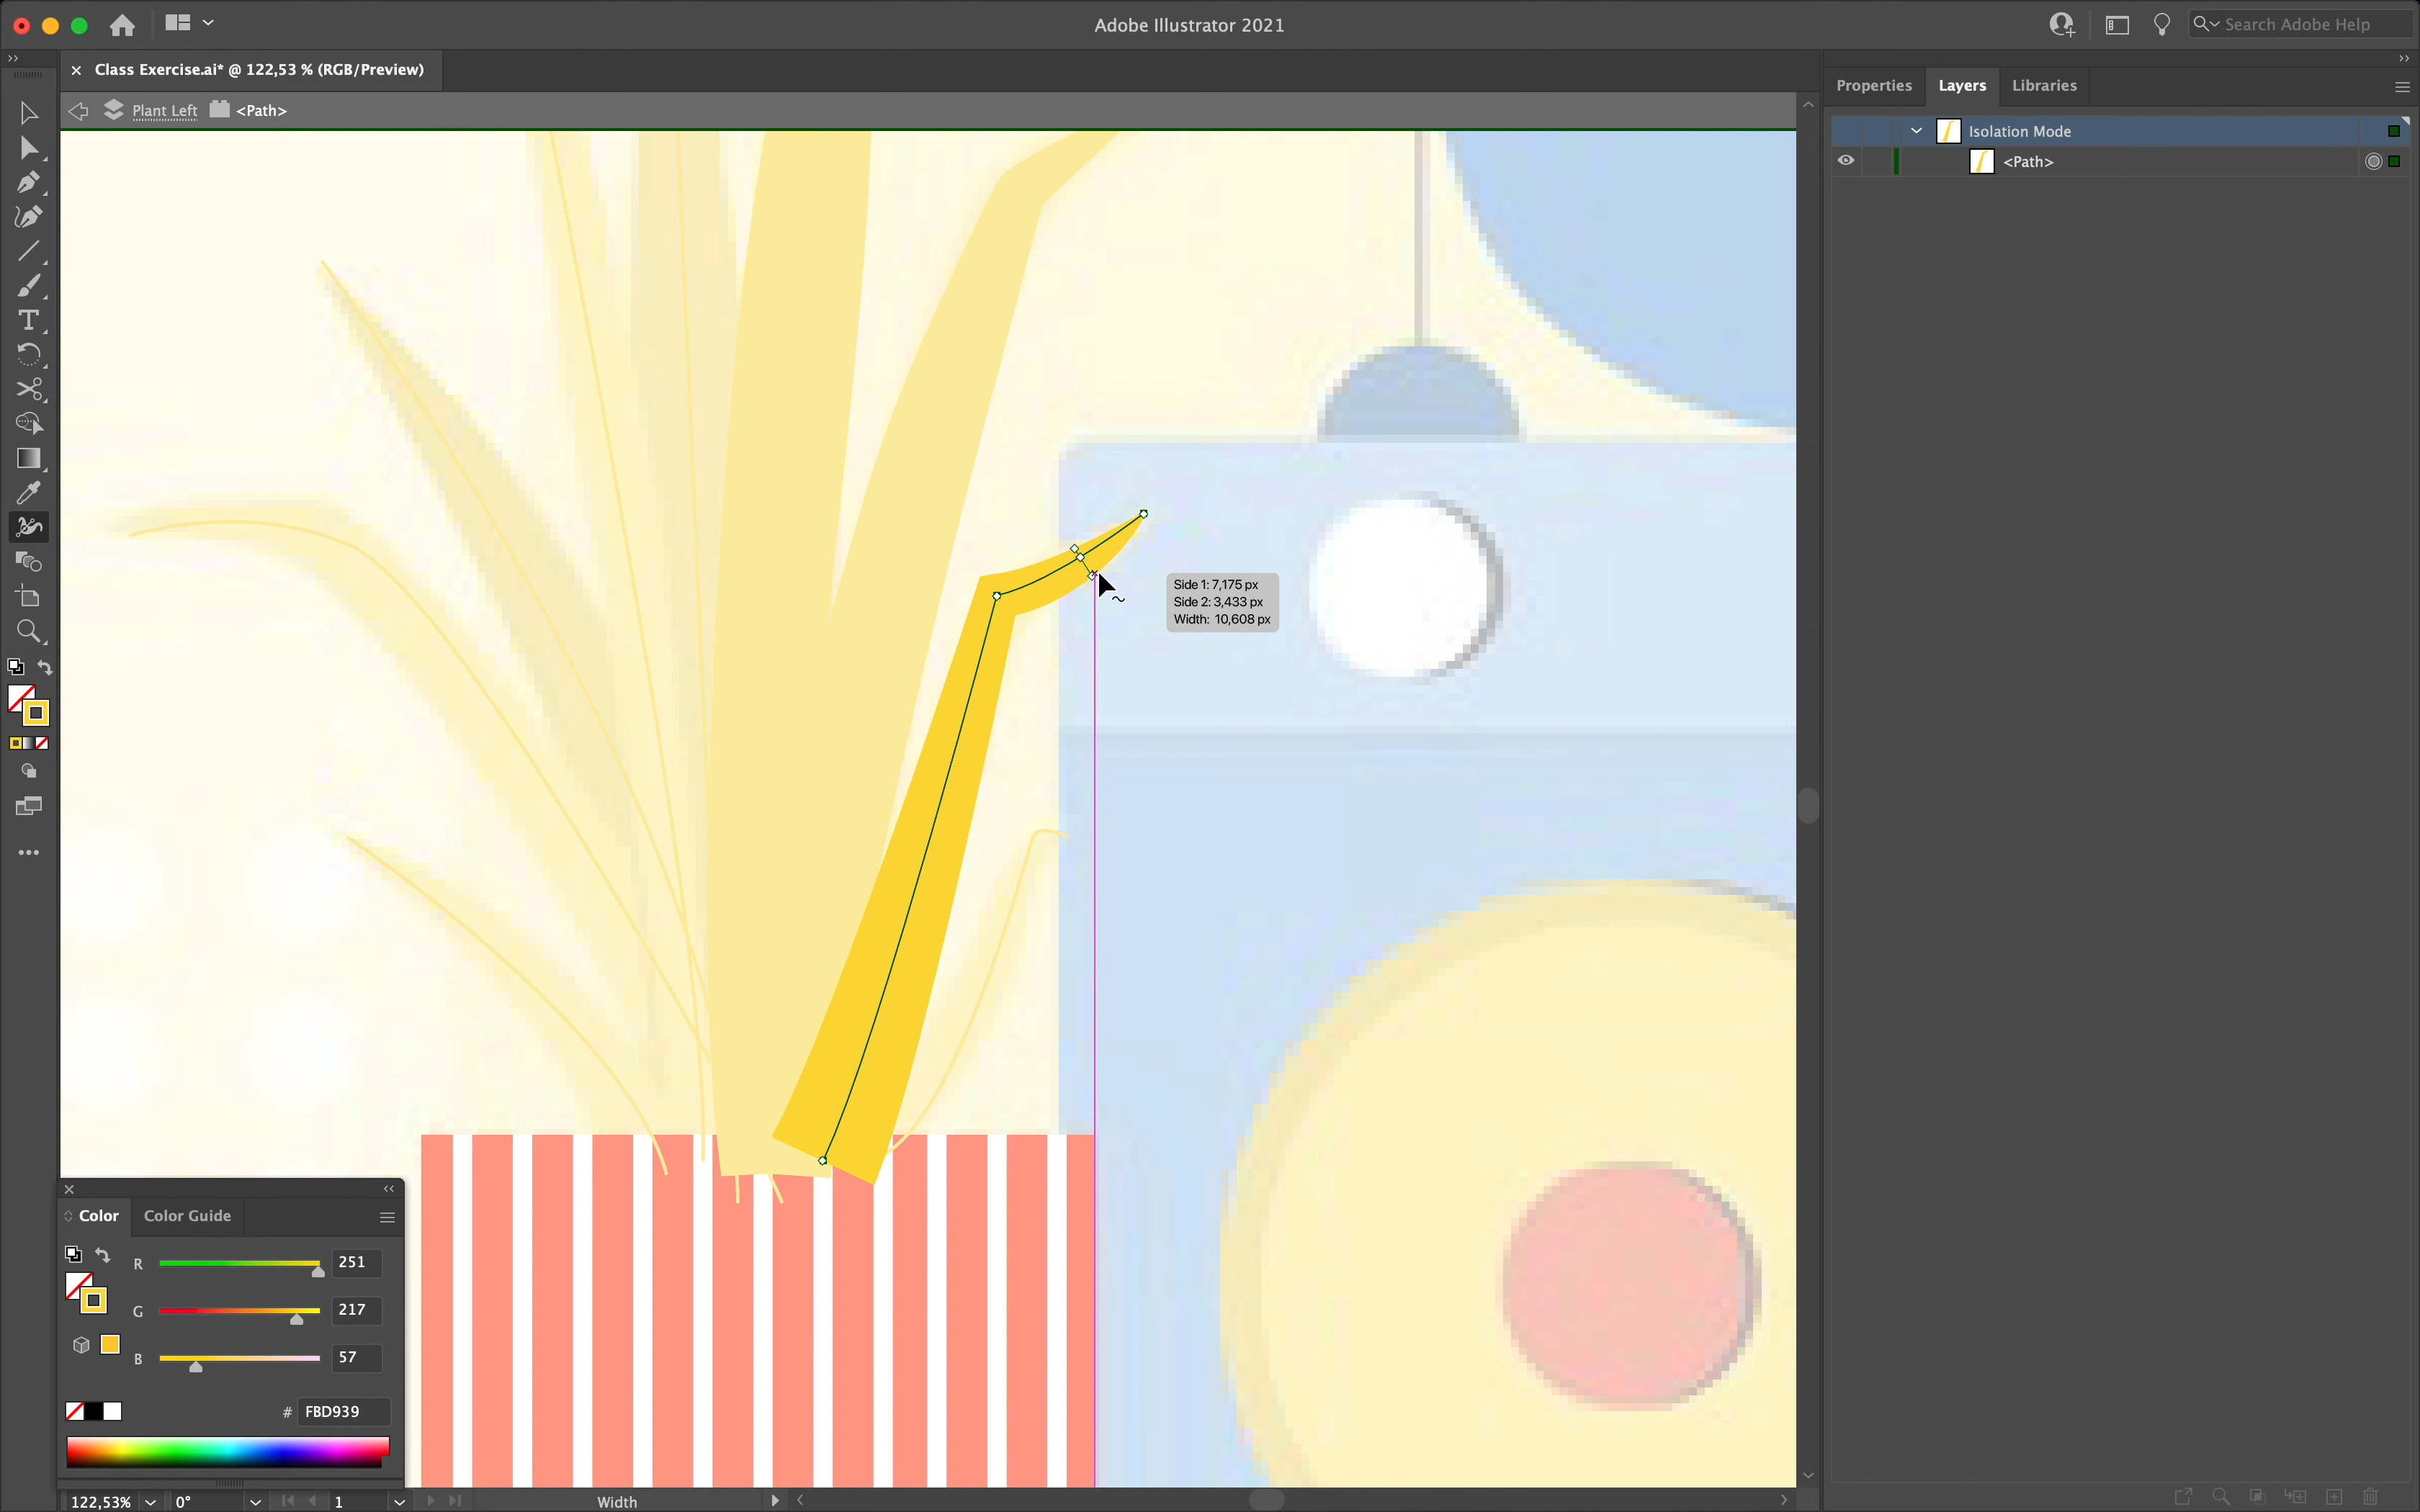 Adobe Illustrator 2021
Search Adobe Help
Class Exercise.ai* @ 122,53 % (RGB/Preview)
Plant Left <Path>
Properties Layers Libraries
Isolation Mode
<Path>
Side 1: 7,175 px
Side 2: 3,433 px
Width: 10,608 px
Color Color Guide
R 251
G 217
B 57
# FBD939
122,53% 0° 1 Width